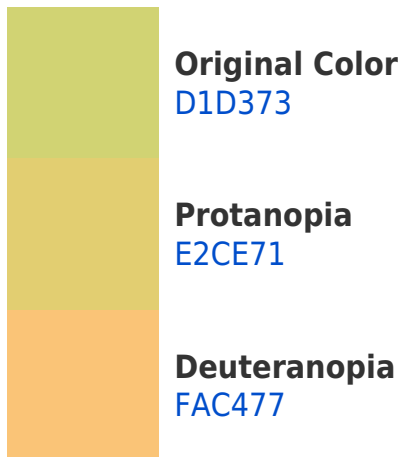 Original Color
D1D373
Protanopia
E2CE71
Deuteranopia
FAC477